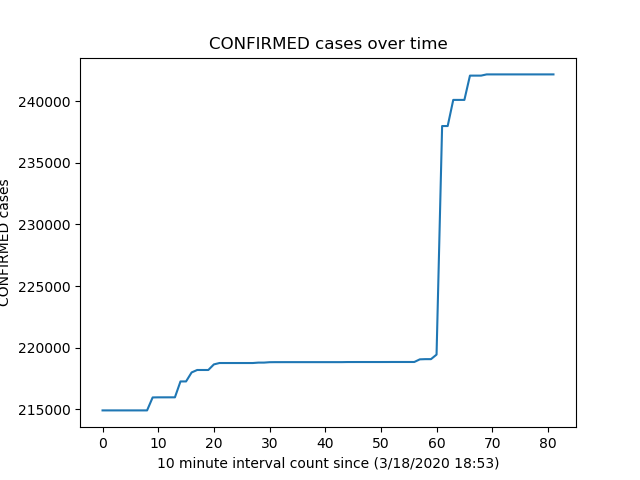 CONFIRMED cases over time
CONFIRMED cases
240000
235000
230000
225000
220000
215000
0 10 20 30 40 50 60 70 80
10 minute interval count since (3/18/2020 18:53)